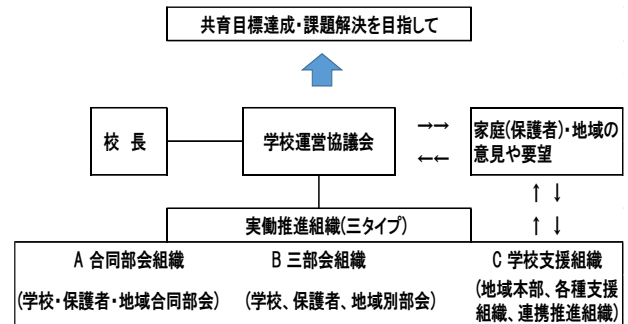 共育目標達成・課題解決を目指して
校 長
学校運営協議会
→→
←←
家庭(保護者)・地域の
意見や要望
↑ ↓
実働推進組織(三タイプ)
↑ ↓
A 合同部会組織
(学校・保護者・地域合同部会)
B 三部会組織
(学校、保護者、地域別部会)
C 学校支援組織
(地域本部、各種支援
組織、連携推進組織)